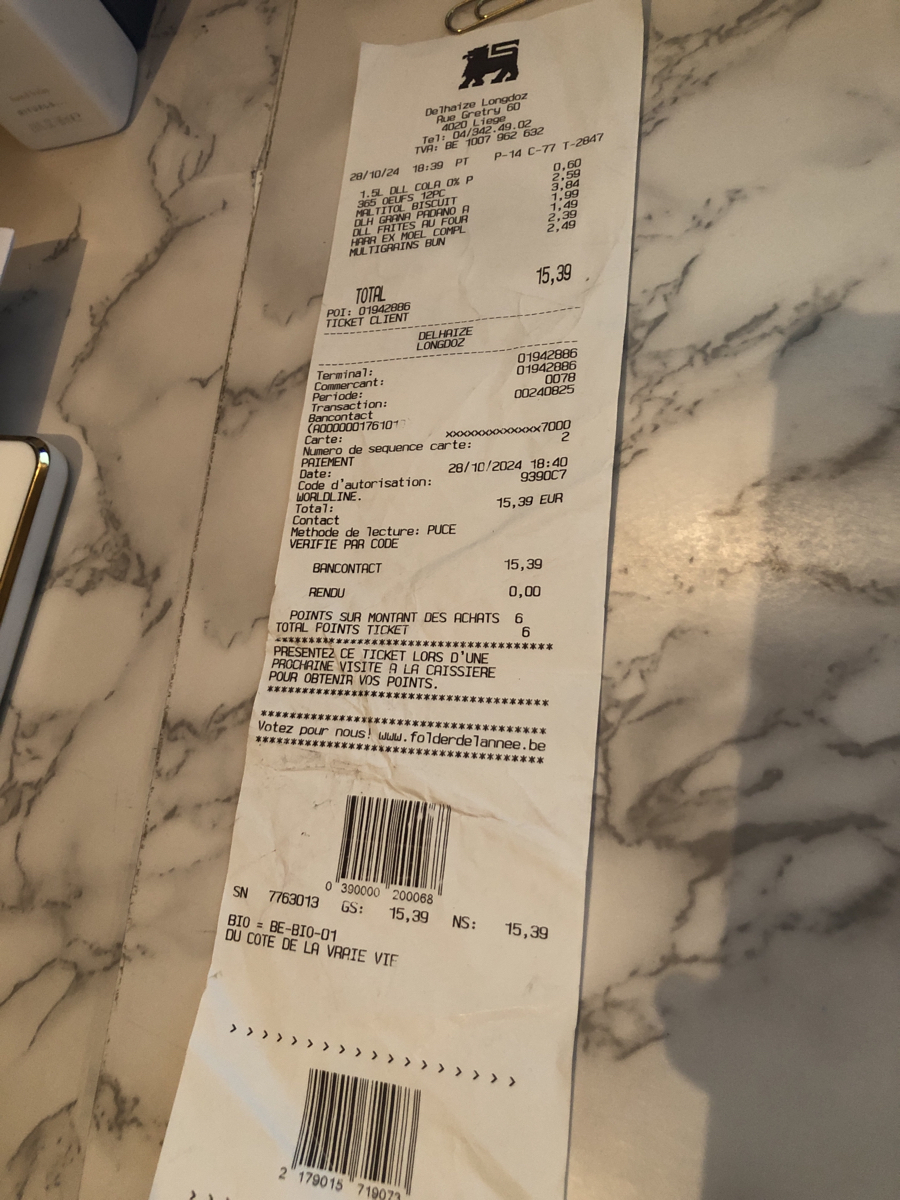 Delhaize Longdoz
Rue Gretry 60
4020 Liege
Tel: 04/342.49.02
TVA: BE 1007 962 632
28/10/24 18:39 PT P-14 C-77 T-2847
1.5L DLL COLA 0% P 0,60
365 OEUFS 12PC 2,59
MALTITOL BISCUIT 3,84
DLH GRANA PADANO A 1,99
DLL FRITES AU FOUR 1,49
HARR EX MOEL COMPL 2,39
MULTIGRAINS BUN 2,49
TOTAL 15,39
POI: 01942886
TICKET CLIENT
DELHAIZE
LONGDOZ
Terminal: 01942886
Commercant: 01942886
Periode: 0078
Transaction: 00240825
Bancontact
(A000000176101
Carte: xxxxxxxxxxxxx7000
Numero de sequence carte: 2
PAIEMENT
Date: 28/10/2024 18:40
Code d'autorisation: 9390C7
WORLDLINE.
Total: 15,39 EUR
Contact
Methode de lecture: PUCE
VERIFIE PAR CODE
BANCONTACT 15,39
RENDU 0,00
POINTS SUR MONTANT DES ACHATS 6
TOTAL POINTS TICKET 6
**********************************
PRESENTEZ CE TICKET LORS D'UNE
PROCHAINE VISITE A LA CAISSIERE
POUR OBTENIR VOS POINTS.
**********************************
**********************************
Votez pour nous! www.folderdelannee.be
**********************************
0 390000 200068
SN 7763013 GS: 15,39 NS: 15,39
BIO = BE-BIO-01
DU COTE DE LA VRAIE VIE
> > > > > > > > > > > > > > > > > >
2 179015 719073